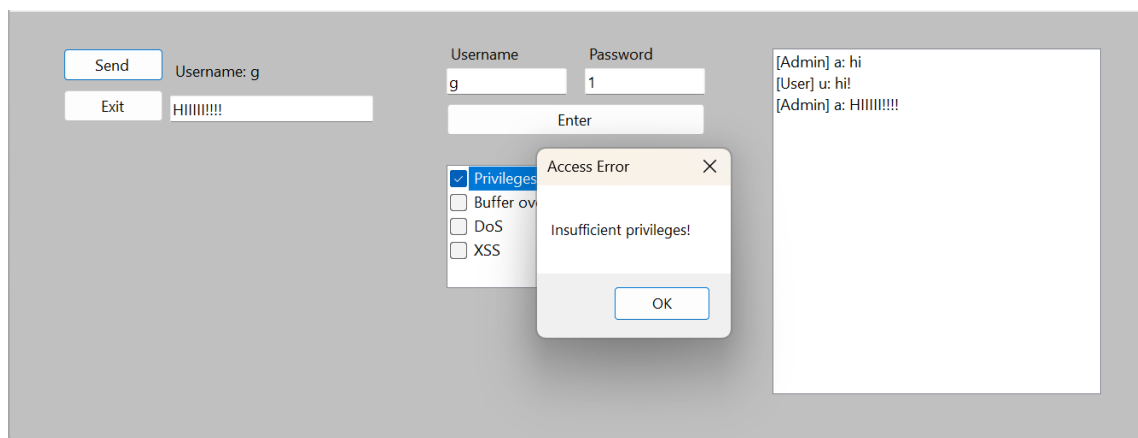 Send
Username: g
Exit
HIIIII!!!!
Username Password
g 1
Enter
Privileges
Buffer
DoS
XSS
Access Error
Insufficient privileges!
OK
[Admin] a: hi
[User] u: hi!
[Admin] a: HIIIII!!!!